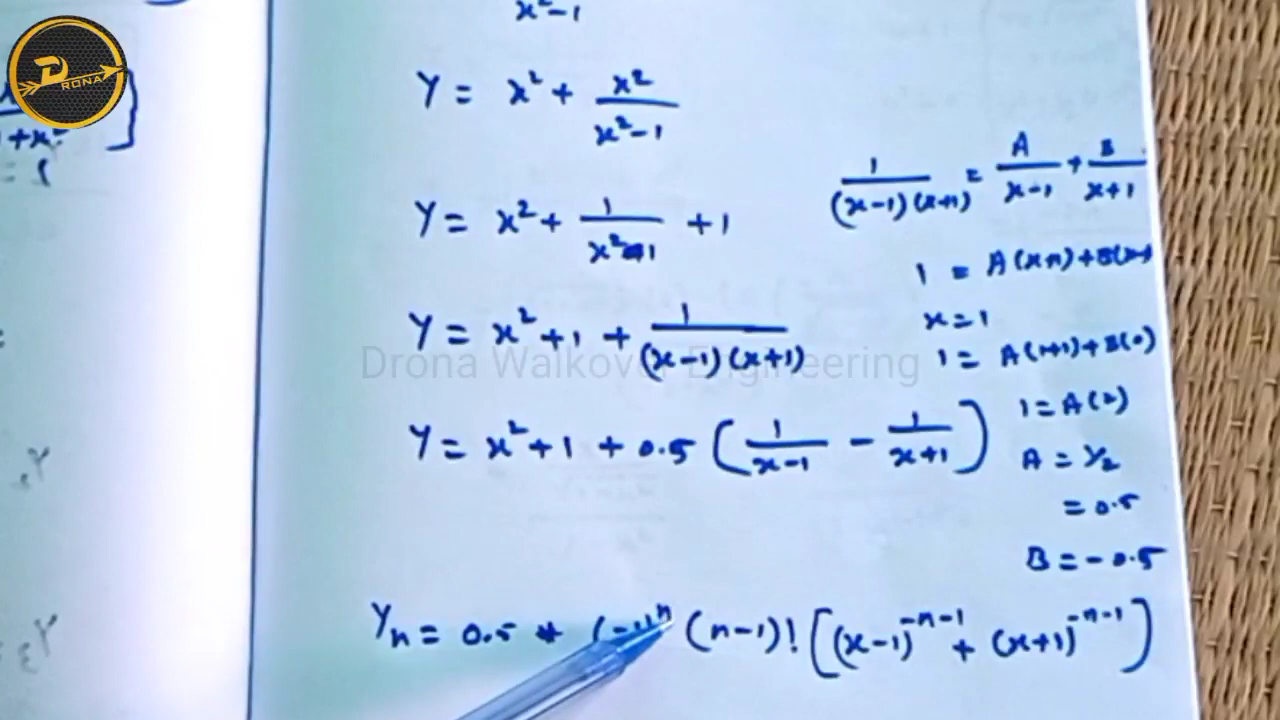 D
RONA
x²-1
Y = x² + x²/(x²-1)
1/((x-1)(x+1)) = A/(x-1) + B/(x+1)
Y = x² + 1/(x²-1) + 1
1 = A(x+1)+B(x-
x=1
Y = x²+1 + 1/((x-1)(x+1))
1 = A(1+1)+B(0)
Drona Walkover Engineering
1=A(2)
Y = x²+1 + 0.5 [1/(x-1) - 1/(x+1)]
A = 1/2
= 0.5
B = -0.5
Yₙ = 0.5 * (-1)ⁿ (n-1)! [(x-1)⁻ⁿ⁻¹ + (x+1)⁻ⁿ⁻¹]